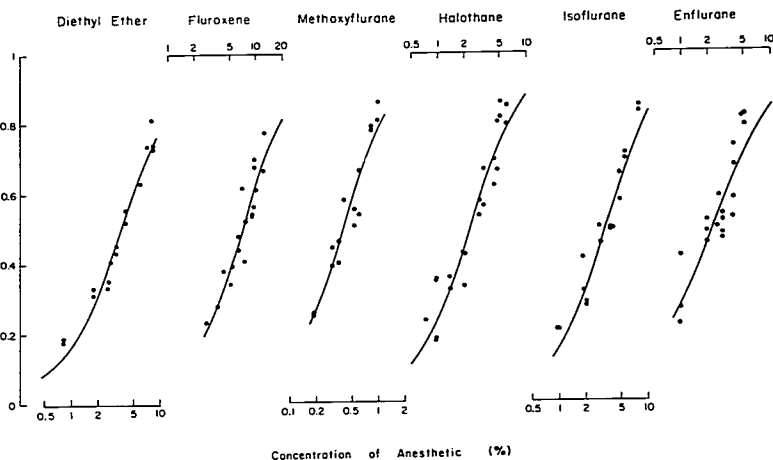 Diethyl Ether
Fluroxene
Methoxyflurane
Halothane
Isoflurane
Enflurane
1 2 5 10 20
0.5 1 2 5 10
0.5 1 2 5 10
1
0.8
0.6
0.4
0.2
0
0.5 1 2 5 10
0.1 0.2 0.5 1 2
0.5 1 2 5 10
Concentration of Anesthetic (%)